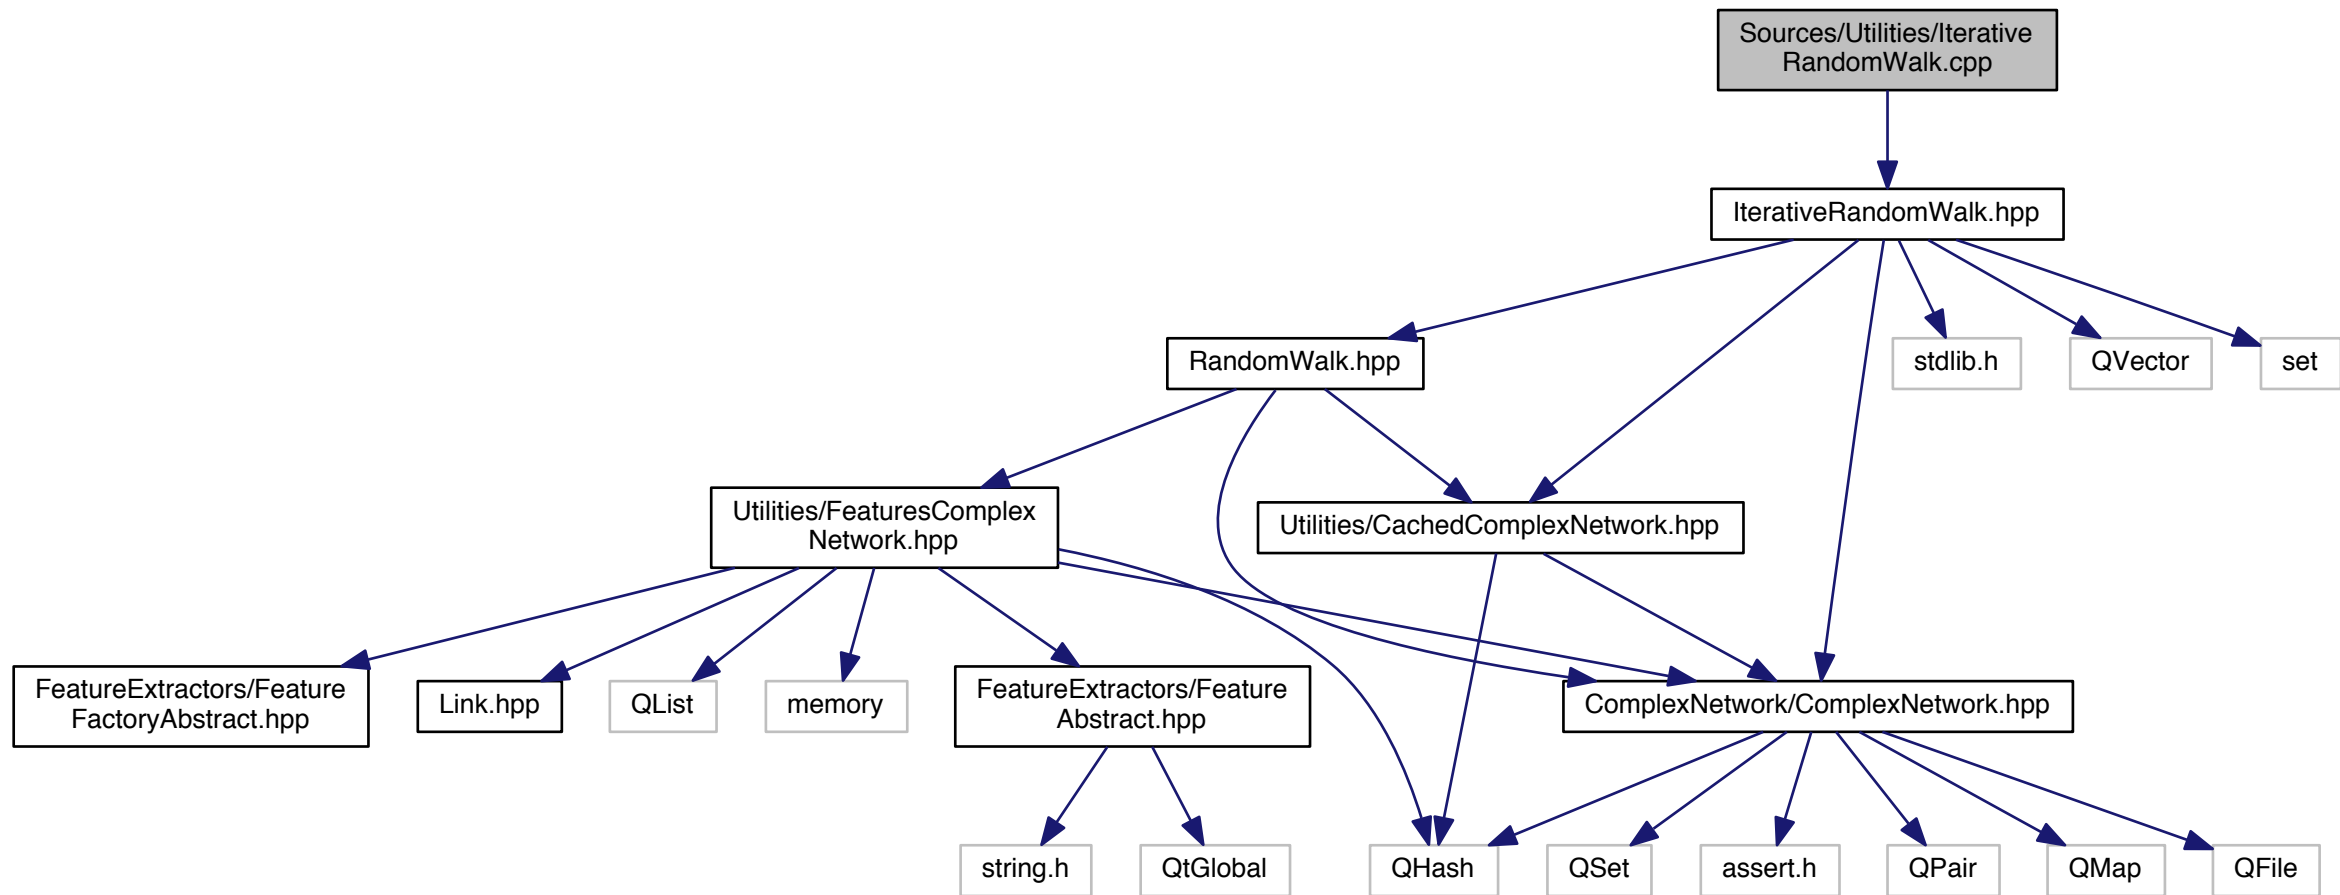 Sources/Utilities/Iterative
RandomWalk.cpp
IterativeRandomWalk.hpp
RandomWalk.hpp
stdlib.h
QVector
set
Utilities/FeaturesComplex
Network.hpp
Utilities/CachedComplexNetwork.hpp
FeatureExtractors/Feature
FactoryAbstract.hpp
Link.hpp
QList
memory
FeatureExtractors/Feature
Abstract.hpp
ComplexNetwork/ComplexNetwork.hpp
string.h
QtGlobal
QHash
QSet
assert.h
QPair
QMap
QFile